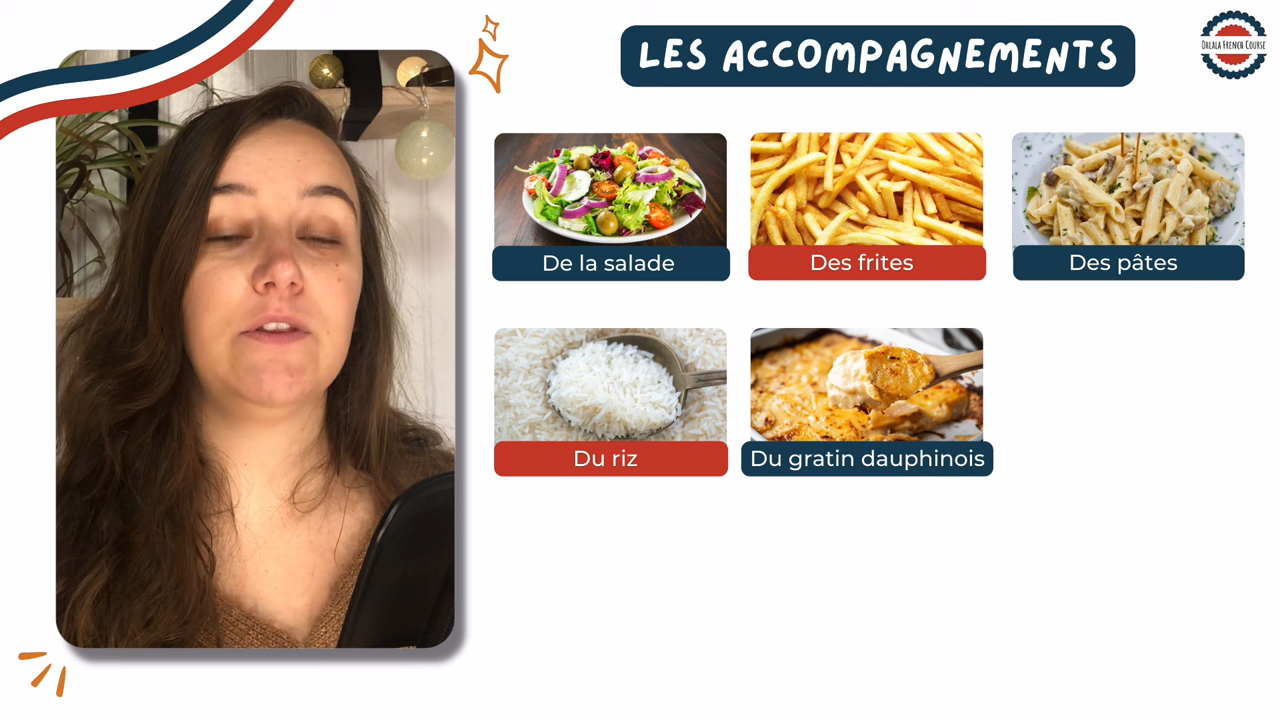 LES ACCOMPAGNEMENTS
OHLALA FRENCH COURSE
De la salade
Des frites
Des pâtes
Du riz
Du gratin dauphinois